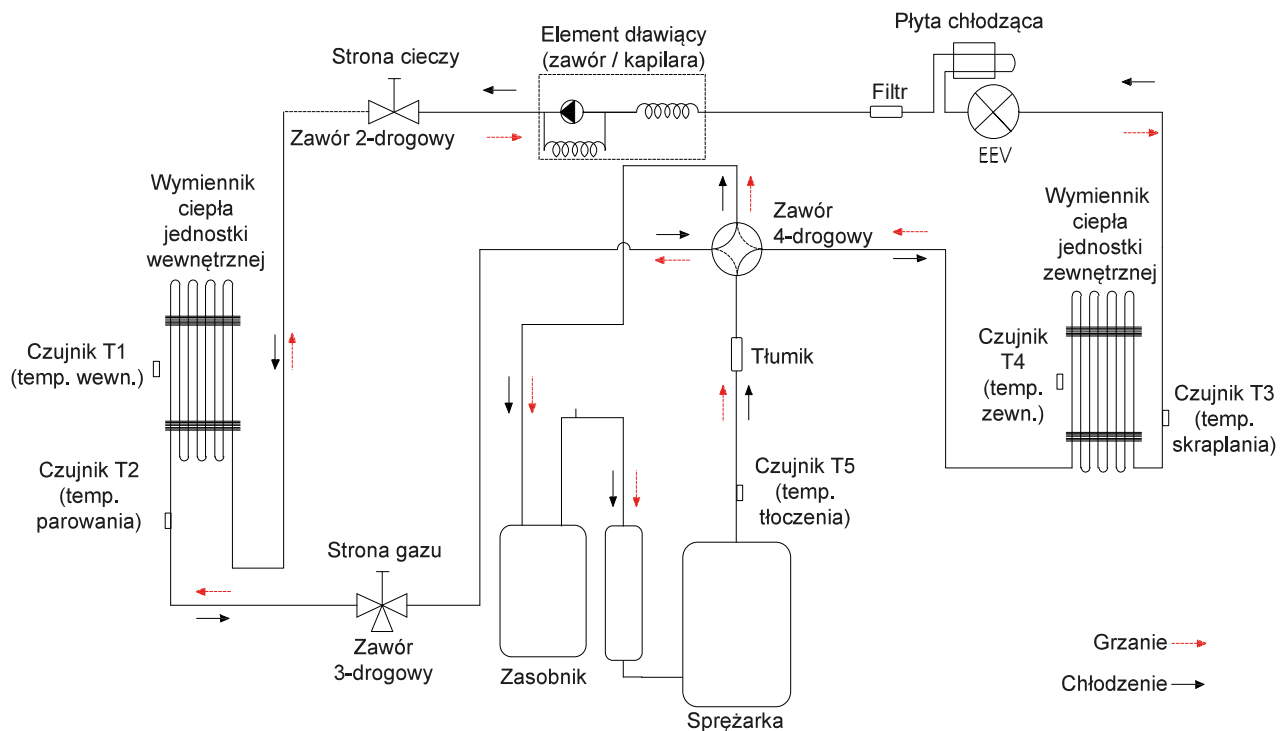 Płyta chłodząca
Element dławiący
(zawór / kapilara)
Strona cieczy
Filtr
Zawór 2-drogowy
EEV
Wymiennik
ciepła
jednostki
wewnętrznej
Zawór
4-drogowy
Wymiennik
ciepła
jednostki
zewnętrznej
Czujnik T1
(temp. wewn.)
Tłumik
Czujnik
T4
(temp.
zewn.)
Czujnik T3
(temp.
skraplania)
Czujnik T2
(temp.
parowania)
Czujnik T5
(temp.
tłoczenia)
Strona gazu
Zawór
3-drogowy
Zasobnik
Sprężarka
Grzanie
Chłodzenie